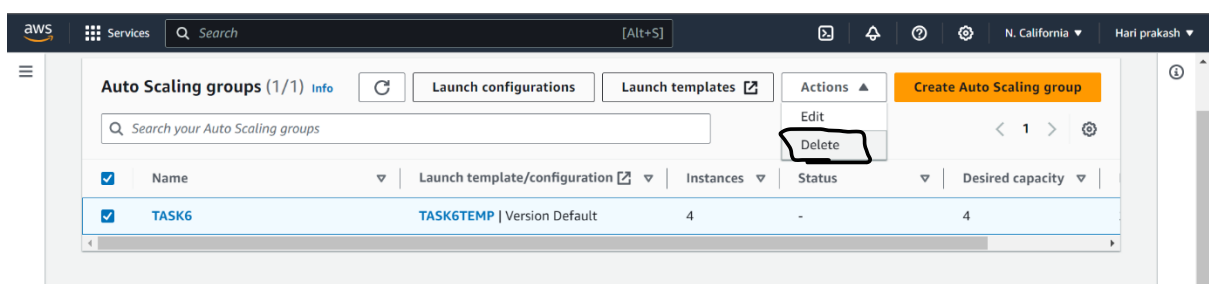 aws Services Search [Alt+S] N. California Hari prakash
Auto Scaling groups (1/1) Info Launch configurations Launch templates Actions Create Auto Scaling group
Edit
Search your Auto Scaling groups 1
Delete
Name Launch template/configuration Instances Status Desired capacity
TASK6 TASK6TEMP | Version Default 4 - 4